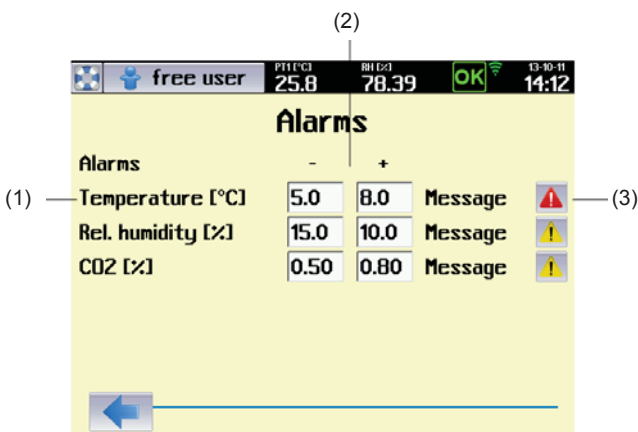 (2)
free user PT1 [°C] 25.8 RH [%] 78.39 OK 13-10-11 14:12
Alarms
Alarms - +
(1) Temperature [°C] 5.0 8.0 Message (3)
Rel. humidity [%] 15.0 10.0 Message
CO2 [%] 0.50 0.80 Message